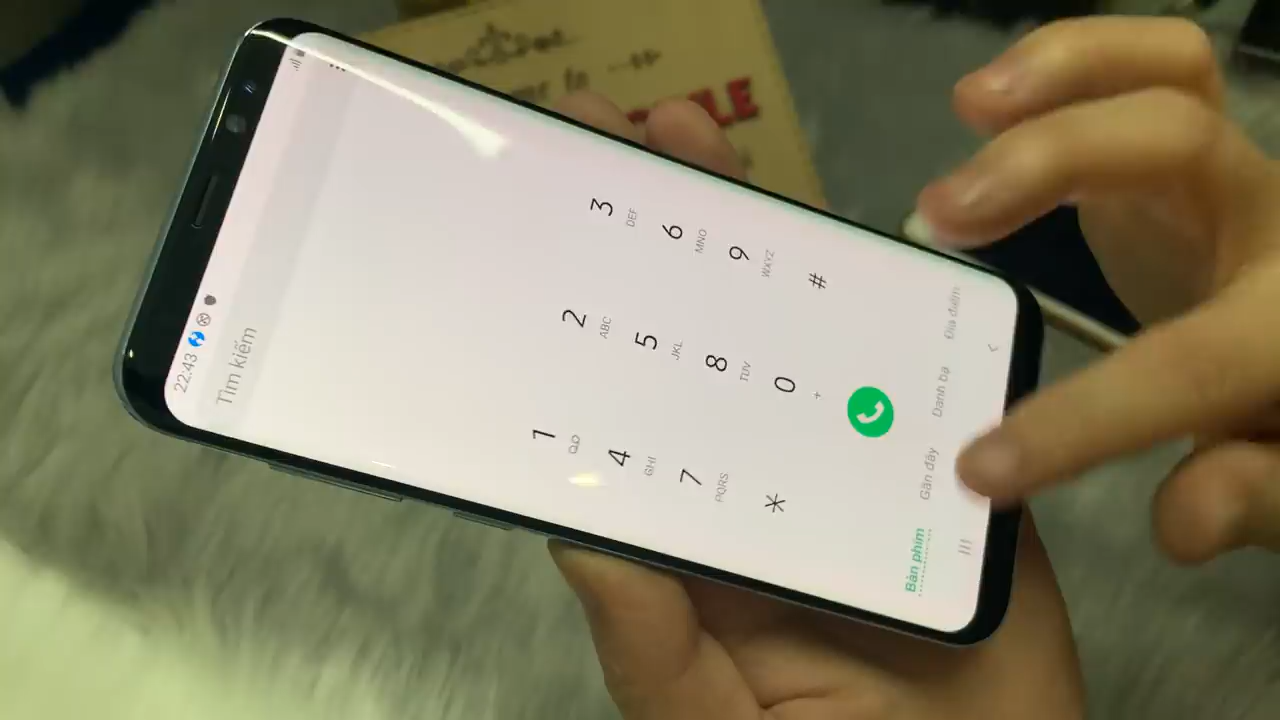 22:43
Tìm kiếm
1 2 ABC 3 DEF
4 GHI 5 JKL 6 MNO
7 PQRS 8 TUV 9 WXYZ
* 0 + #
Bàn phím Gần đây Danh bạ Địa điểm